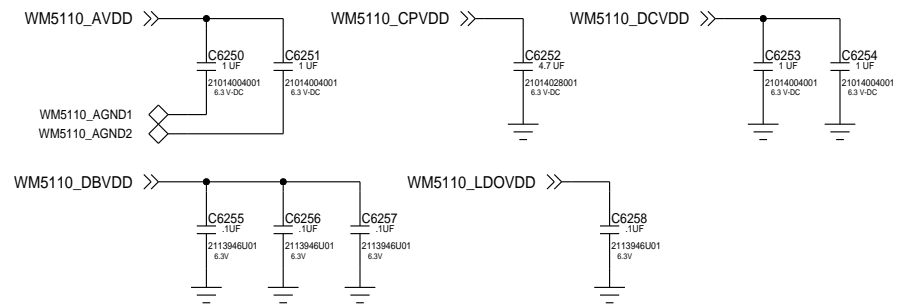 WM5110_AVDD
WM5110_CPVDD
WM5110_DCVDD
C6250
1 UF
21014004001
6.3 V-DC
C6251
1 UF
21014004001
6.3 V-DC
C6252
4.7 UF
21014028001
6.3 V-DC
C6253
1 UF
21014004001
6.3 V-DC
C6254
1 UF
21014004001
6.3 V-DC
WM5110_AGND1
WM5110_AGND2
WM5110_DBVDD
WM5110_LDOVDD
C6255
.1UF
2113946U01
6.3V
C6256
.1UF
2113946U01
6.3V
C6257
.1UF
2113946U01
6.3V
C6258
.1UF
2113946U01
6.3V